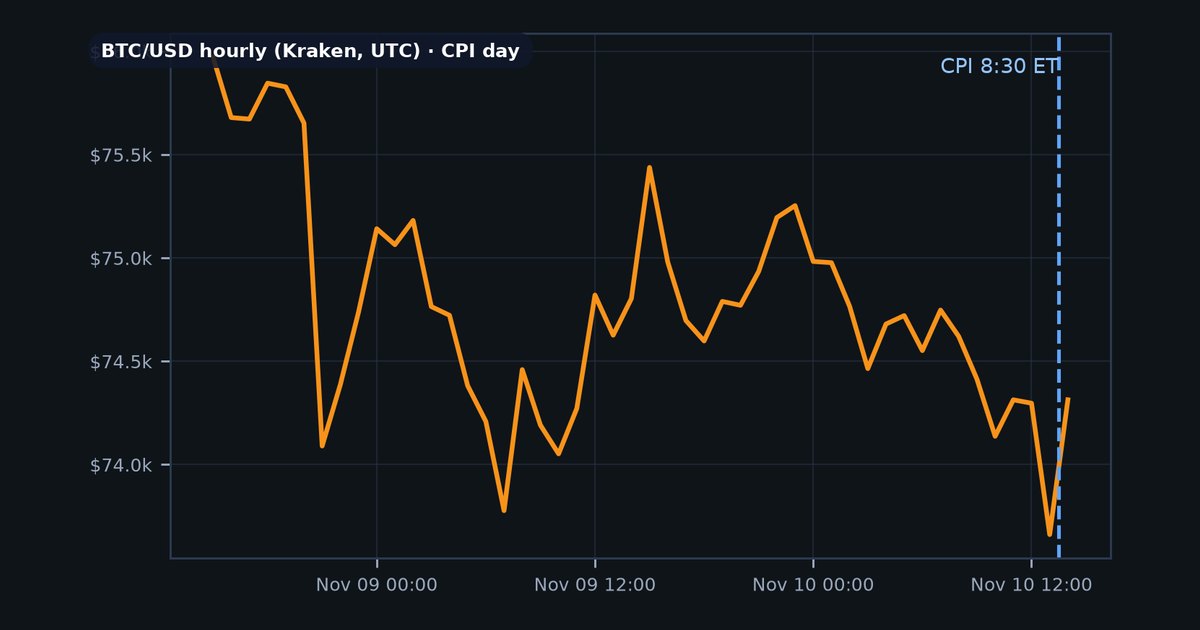 BTC/USD hourly (Kraken, UTC) · CPI day
CPI 8:30 ET
$75.5k
$75.0k
$74.5k
$74.0k
Nov 09 00:00
Nov 09 12:00
Nov 10 00:00
Nov 10 12:00